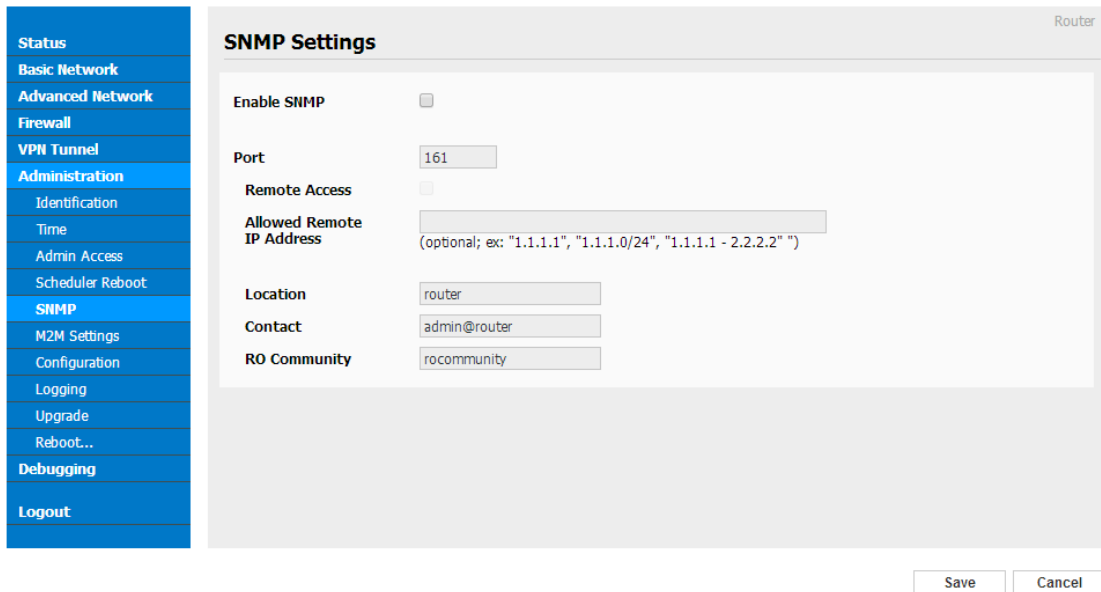 Router
Status
Basic Network
Advanced Network
Firewall
VPN Tunnel
Administration
Identification
Time
Admin Access
Scheduler Reboot
SNMP
M2M Settings
Configuration
Logging
Upgrade
Reboot...
Debugging
Logout
SNMP Settings
Enable SNMP
Port 161
Remote Access
Allowed Remote
IP Address
(optional; ex: "1.1.1.1", "1.1.1.0/24", "1.1.1.1 - 2.2.2.2" ")
Location router
Contact admin@router
RO Community rocommunity
Save Cancel